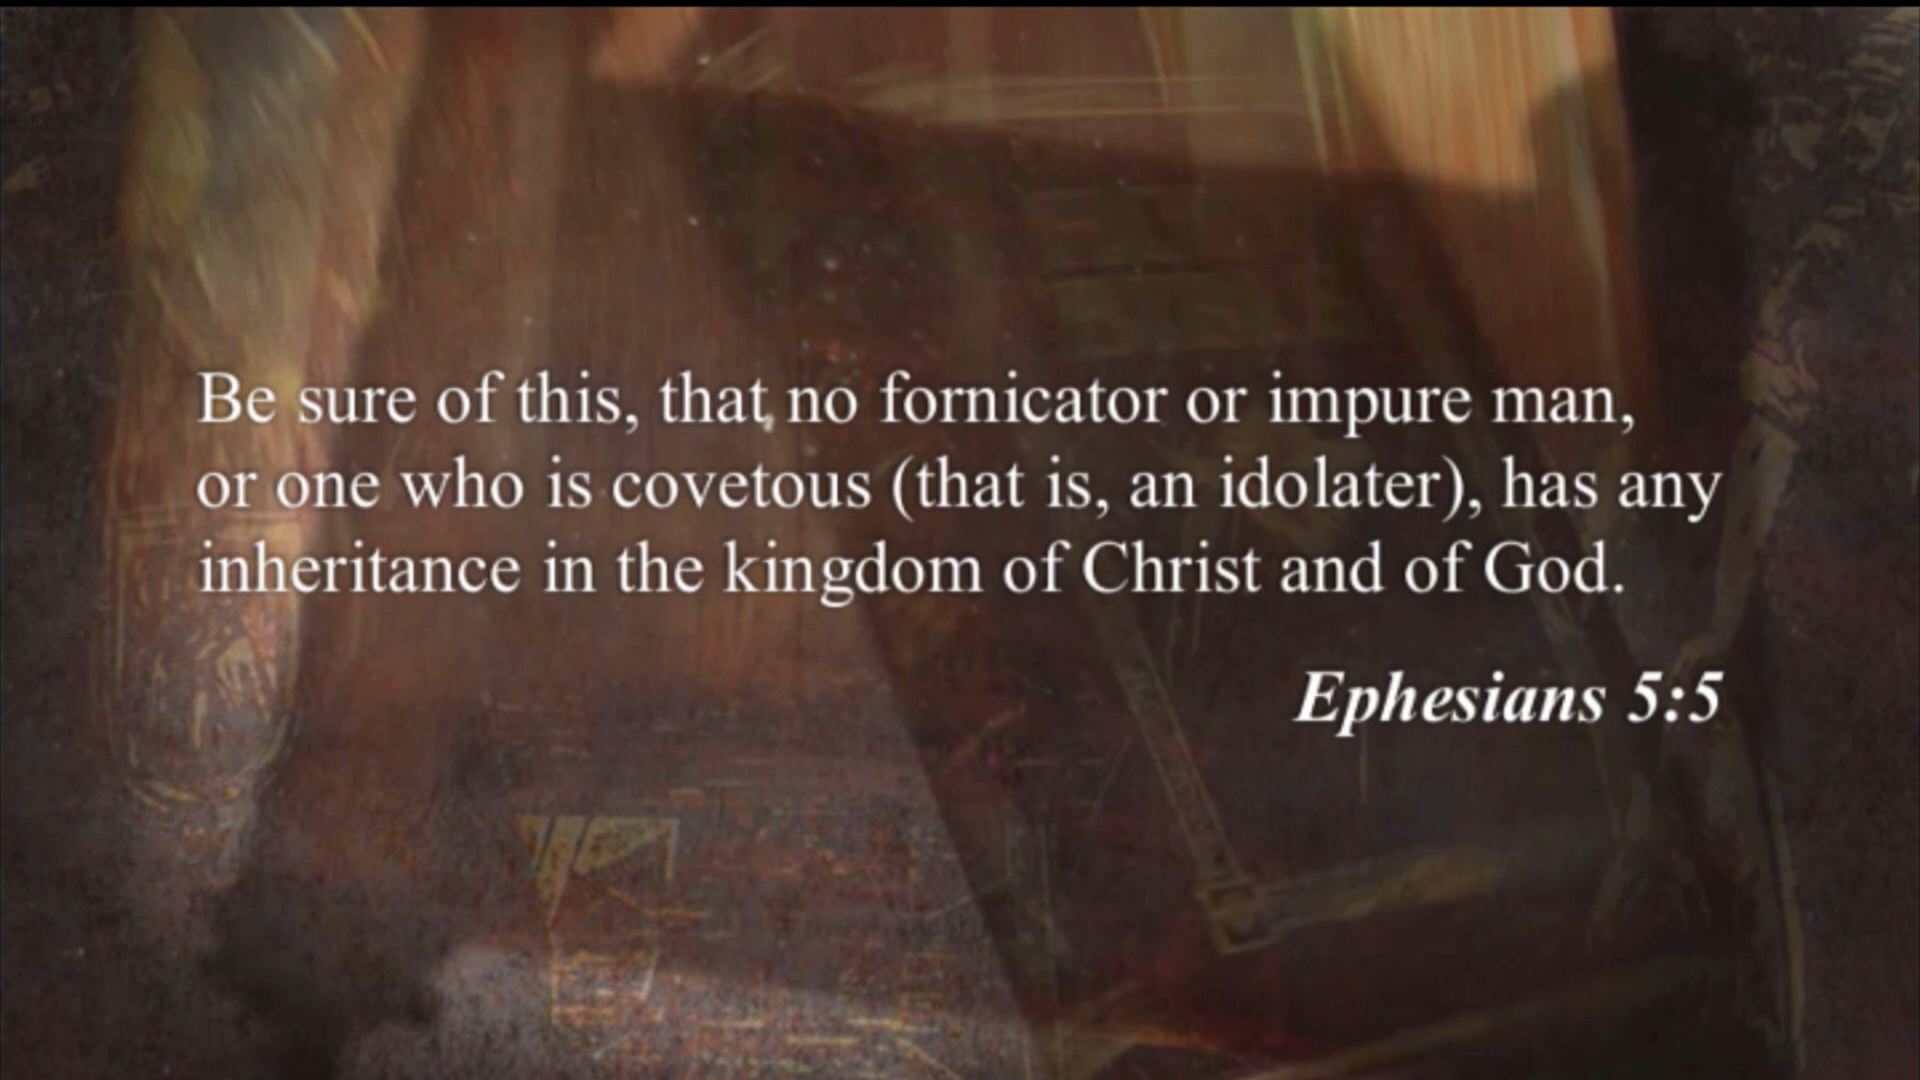 Be sure of this, that no fornicator or impure man,
or one who is covetous (that is, an idolater), has any
inheritance in the kingdom of Christ and of God.
Ephesians 5:5